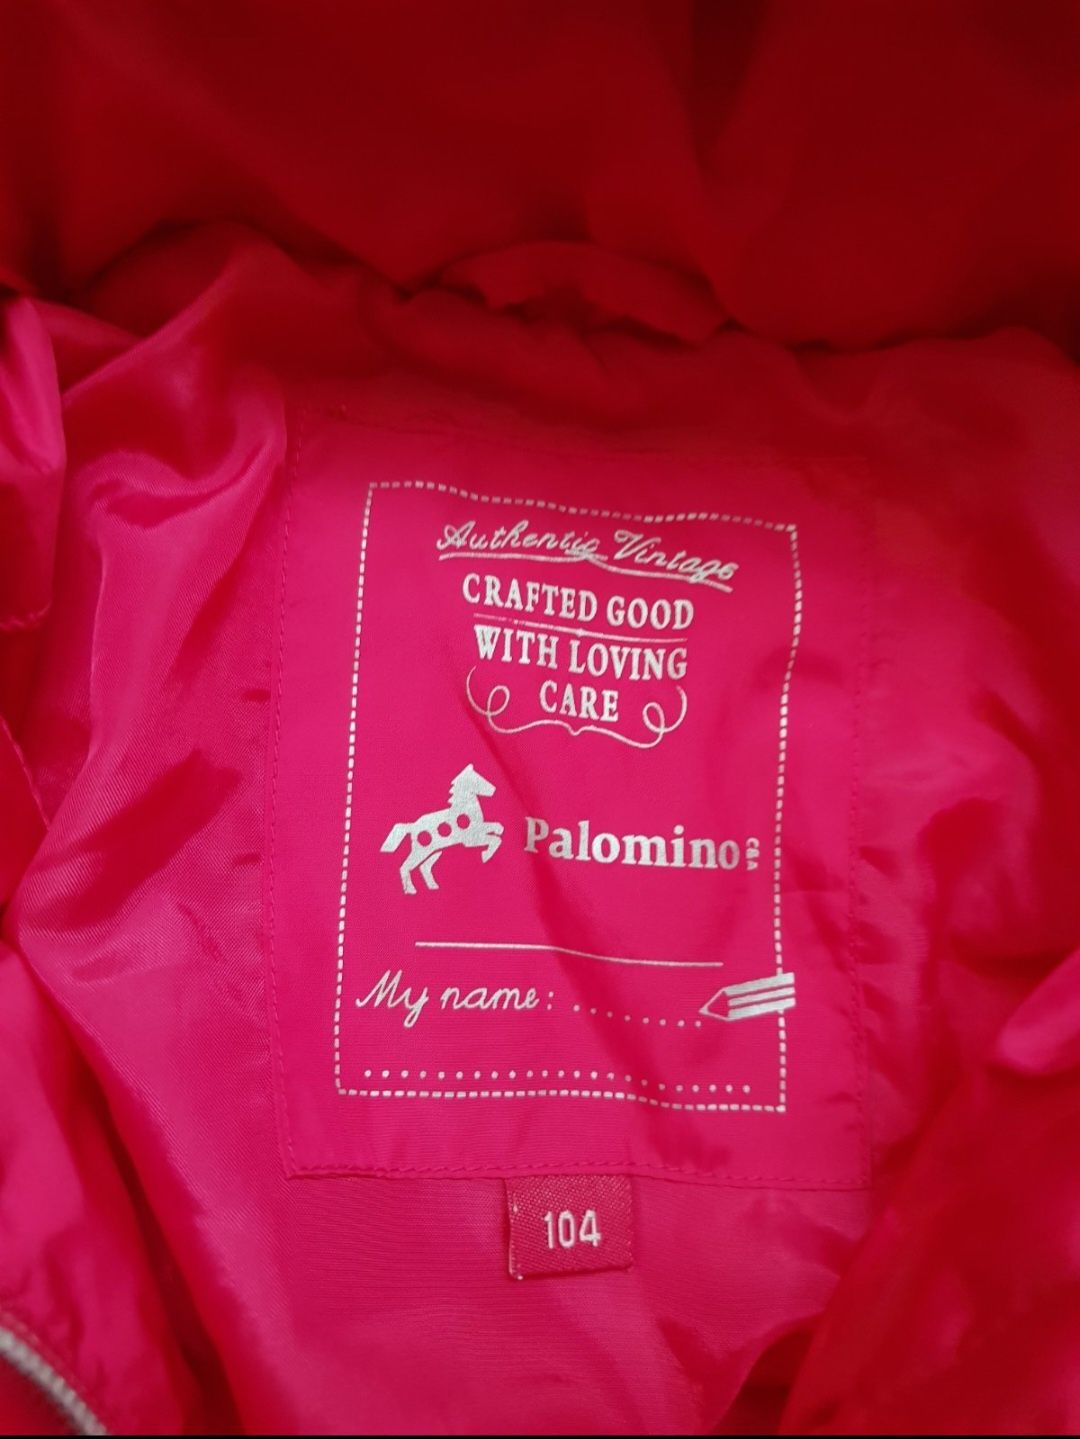 Authentic Vintage
CRAFTED GOOD
WITH LOVING
CARE
Palomino C&A
My name: ........
........................
104